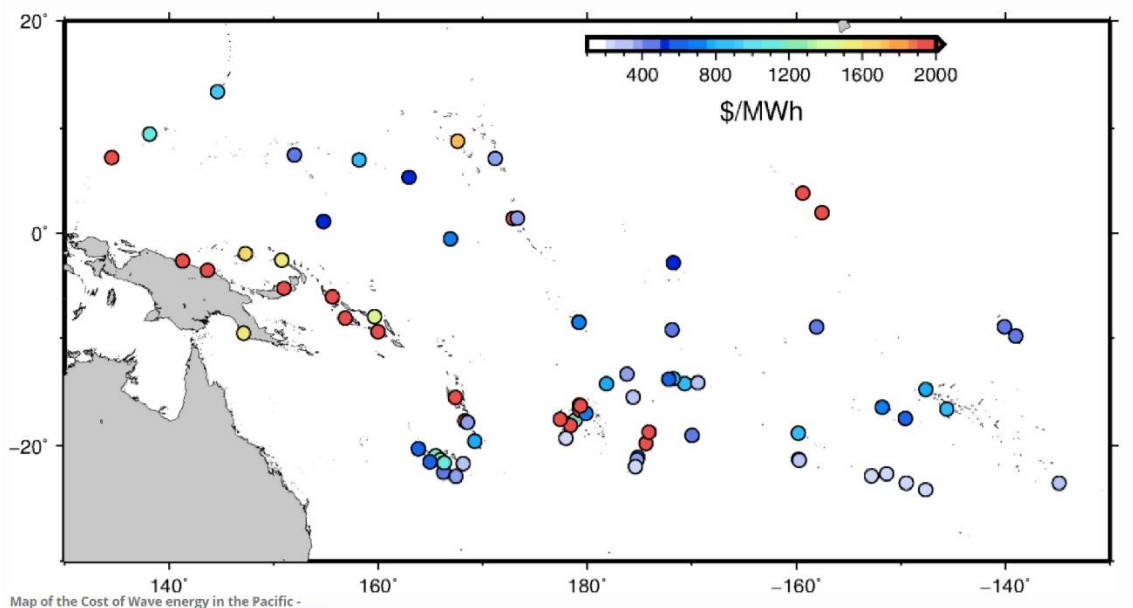 20°
400 800 1200 1600 2000
$/MWh
0°
−20°
140° 160° 180° −160° −140°
Map of the Cost of Wave energy in the Pacific -